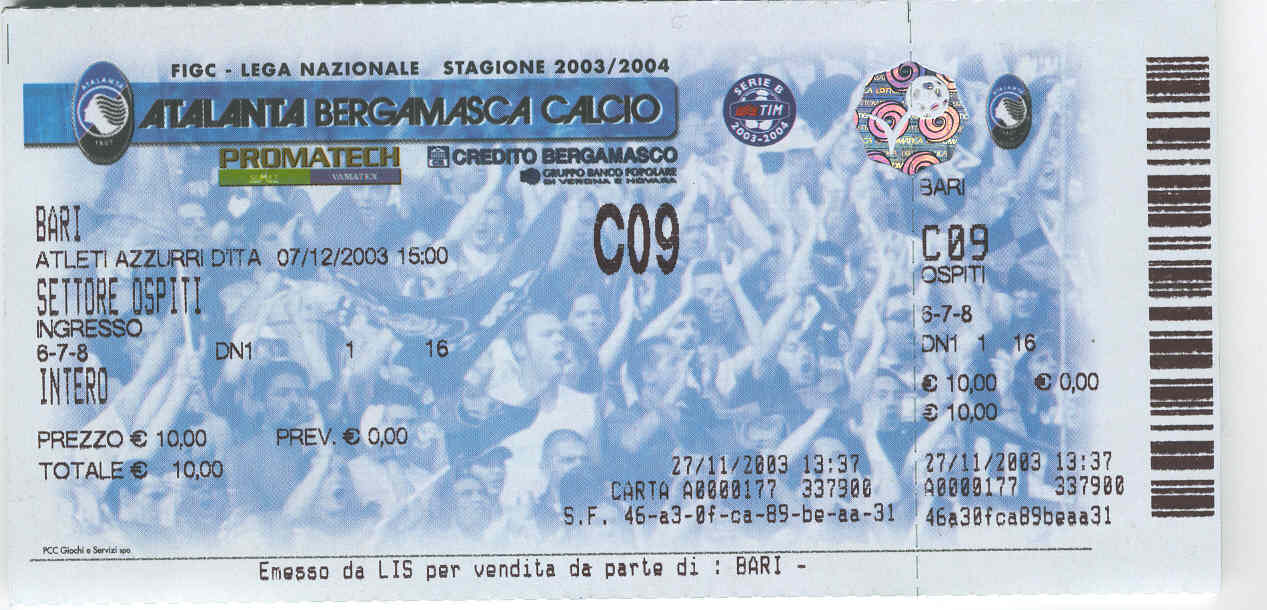 FIGC - LEGA NAZIONALE STAGIONE 2003/2004
ATALANTA
1907
ATALANTA BERGAMASCA CALCIO
SERIE B
TIM
2003-2004
PROMATECH
VAMATEX
CREDITO BERGAMASCO
GRUPPO BANCO POPOLARE
DI VERONA E NOVARA
BARI
C09
ATLETI AZZURRI D'ITA 07/12/2003 15:00
SETTORE OSPITI
INGRESSO
6-7-8 DN1 1 16
INTERO
PREZZO € 10,00 PREV. € 0,00
TOTALE € 10,00
27/11/2003 13:37
CARTA A0000177 337900
S.F. 46-a3-0f-ca-89-be-aa-31
PCC Giochi e Servizi spa
Emesso da LIS per vendita da parte di : BARI -
BARI
C09
OSPITI
6-7-8
DN1 1 16
€ 10,00 € 0,00
€ 10,00
27/11/2003 13:37
A0000177 337900
46a30fca89beaa31